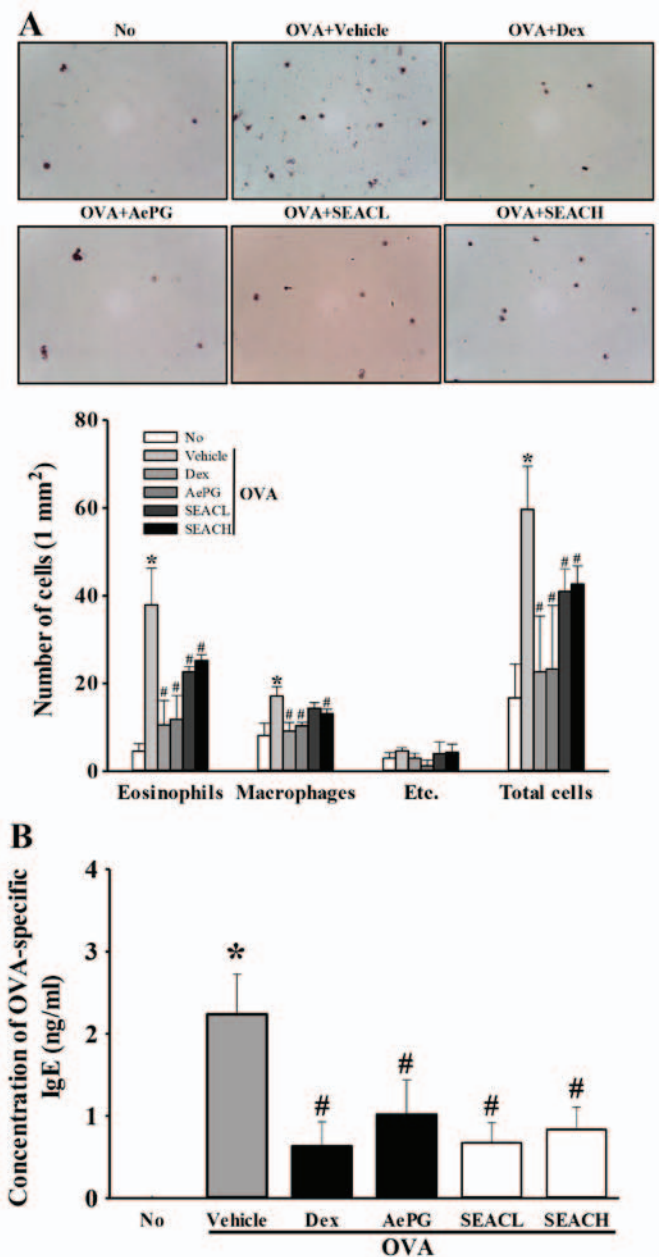 A
No
OVA+Vehicle
OVA+Dex
OVA+AePG
OVA+SEACL
OVA+SEACH
Number of cells (1 mm²)
80
60
40
20
0
No
Vehicle
Dex
AePG
SEACL
SEACH
OVA
*
# # # #
*
# # #
*
# # # #
Eosinophils
Macrophages
Etc.
Total cells
B
Concentration of OVA-specific
IgE (ng/ml)
4
3
2
1
0
*
#
#
#
#
No
Vehicle
Dex
AePG
SEACL
SEACH
OVA